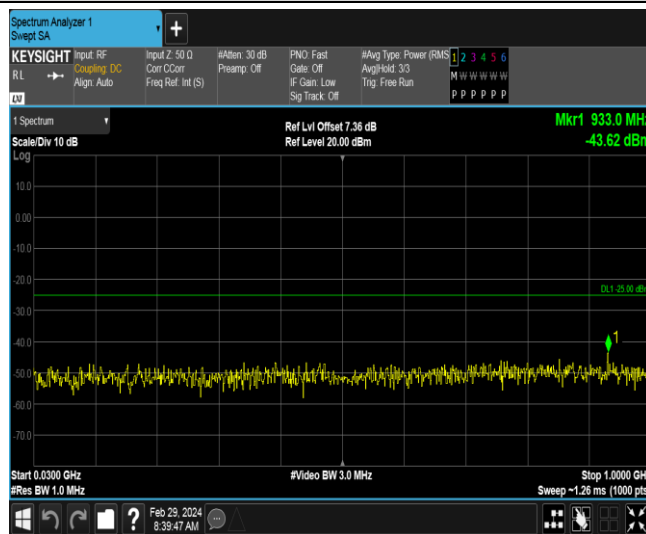 Spectrum Analyzer 1
Swept SA
+
KEYSIGHT Input: RF Input Z: 50 Ω #Atten: 30 dB PNO: Fast #Avg Type: Power (RMS 1 2 3 4 5 6
RL Coupling: DC Corr CCorr Preamp: Off Gate: Off Avg|Hold: 3/3 M W W W W W
Align: Auto Freq Ref: Int (S) IF Gain: Low Trig: Free Run
LXI Sig Track: Off P P P P P P
1 Spectrum Ref Lvl Offset 7.36 dB Mkr1 933.0 MHz
Scale/Div 10 dB Ref Level 20.00 dBm -43.62 dBm
Log
10.0
0.00
-10.0
-20.0
DL1 -25.00 dBm
-30.0
-40.0
1
-50.0
-60.0
-70.0
Start 0.0300 GHz #Video BW 3.0 MHz Stop 1.0000 GH
#Res BW 1.0 MHz Sweep ~1.26 ms (1000 pts
? Feb 29, 2024
8:39:47 AM